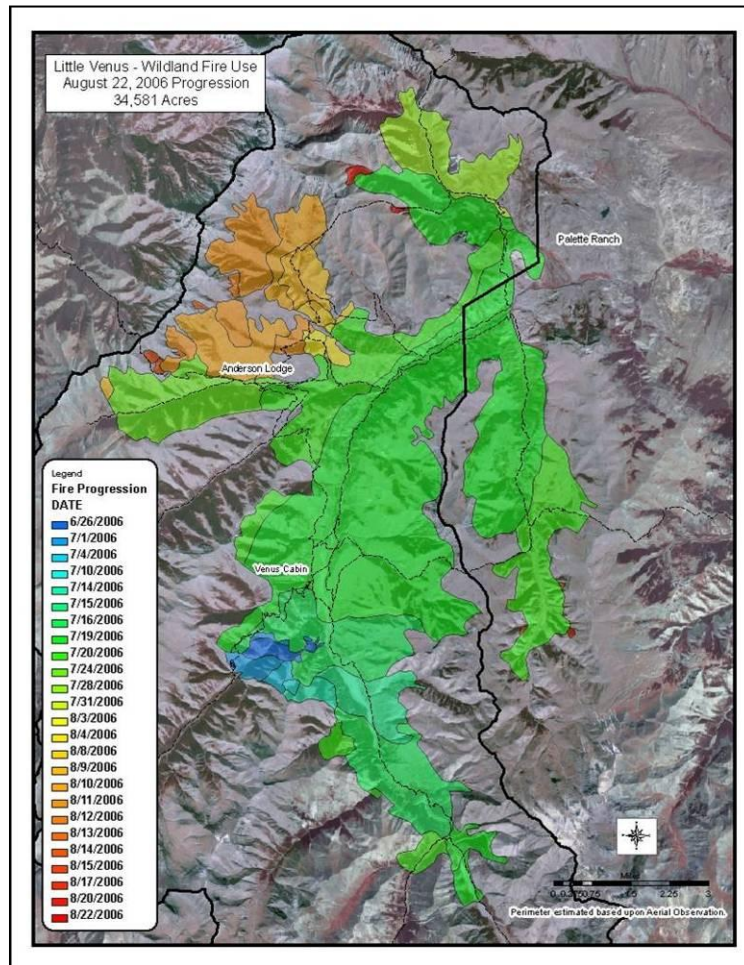 Little Venus - Wildland Fire Use
August 22, 2006 Progression
34,581 Acres
Palette Ranch
Anderson Lodge
Venus Cabin
Legend
Fire Progression
DATE
6/26/2006
7/1/2006
7/4/2006
7/10/2006
7/14/2006
7/15/2006
7/16/2006
7/19/2006
7/20/2006
7/24/2006
7/28/2006
7/31/2006
8/3/2006
8/4/2006
8/8/2006
8/9/2006
8/10/2006
8/11/2006
8/12/2006
8/13/2006
8/14/2006
8/15/2006
8/17/2006
8/20/2006
8/22/2006
Miles
2.25 3
Perimeter estimated based upon Aerial Observation.